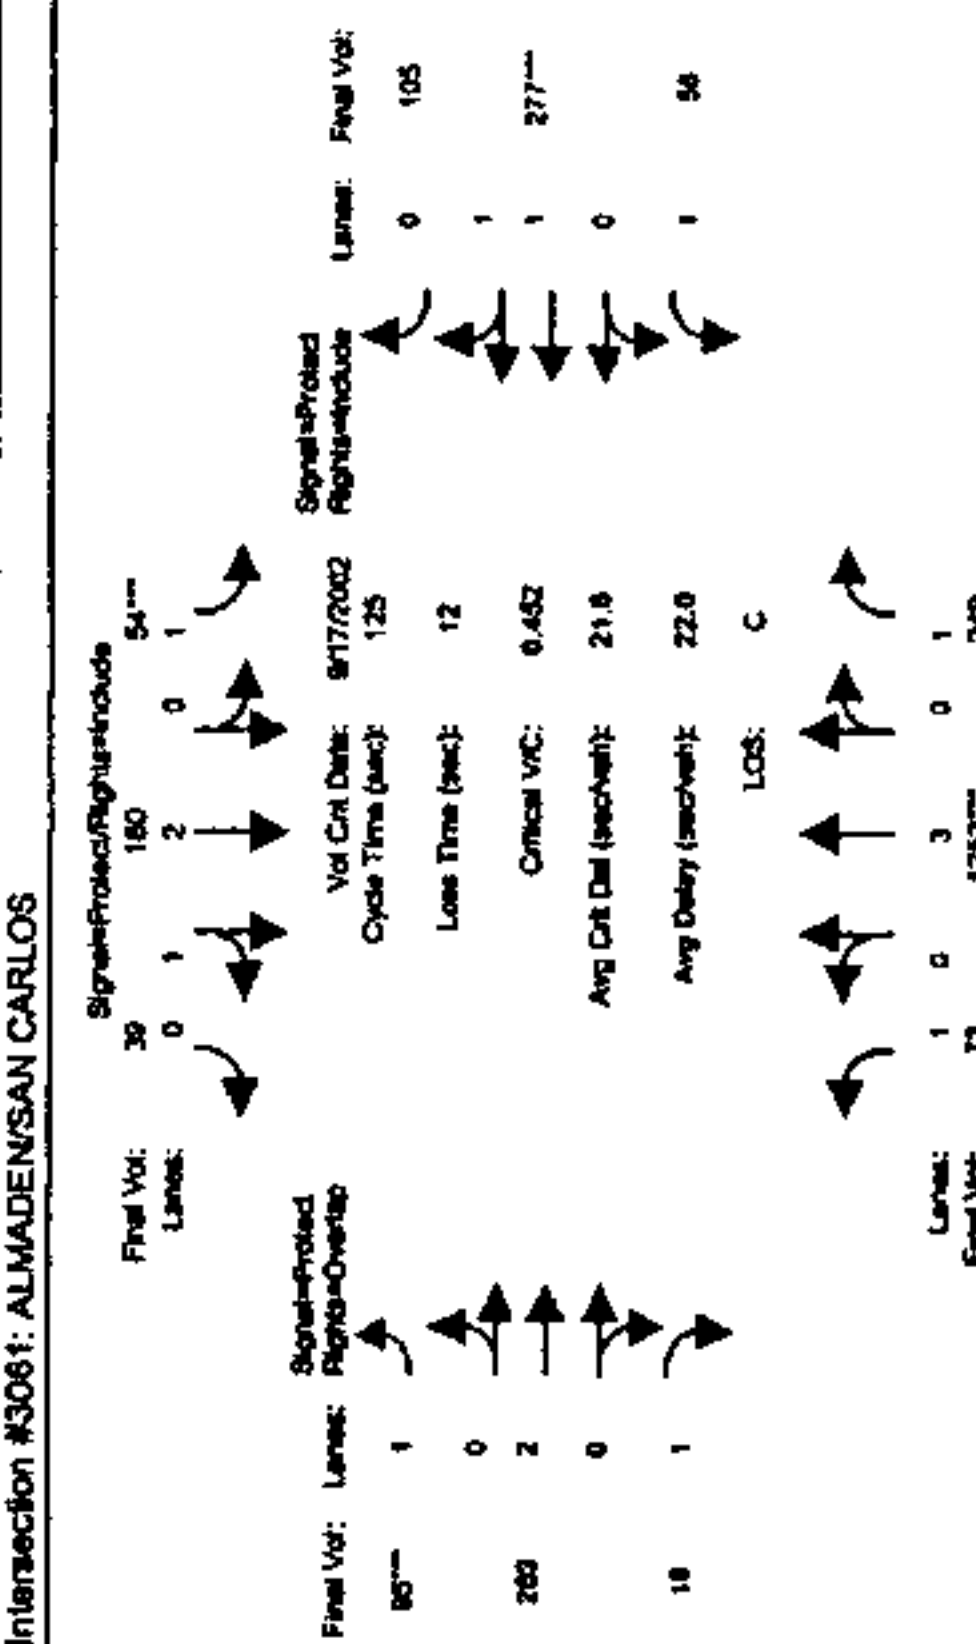 Intersection #3061: ALMADEN/SAN CARLOS
Signal=Protect/Rights=Include
Final Vol: 39 180 54***
Lanes: 0 1 2 0 1
Signal=Protect
Rights=Overlap
Signal=Protect
Rights=Include
Final Vol: Lanes:
Vol Cnt Date: 9/17/2002
Cycle Time (sec): 125
Lanes: Final Vol:
1
0 105
0
Loss Time (sec): 12
1
2
Critical V/C: 0.452
1 277***
0
Avg Crit Del (sec/veh): 21.8
0
18 1
Avg Delay (sec/veh): 22.0
1
LOS: C
Lanes: 1 0 3 0 1
Final Vol: